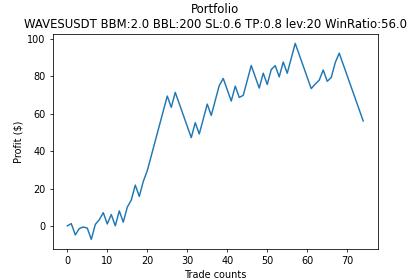 Portfolio
WAVESUSDT BBM:2.0 BBL:200 SL:0.6 TP:0.8 lev:20 WinRatio:56.0
100
80
60
40
20
0
Profit ($)
0 10 20 30 40 50 60 70
Trade counts